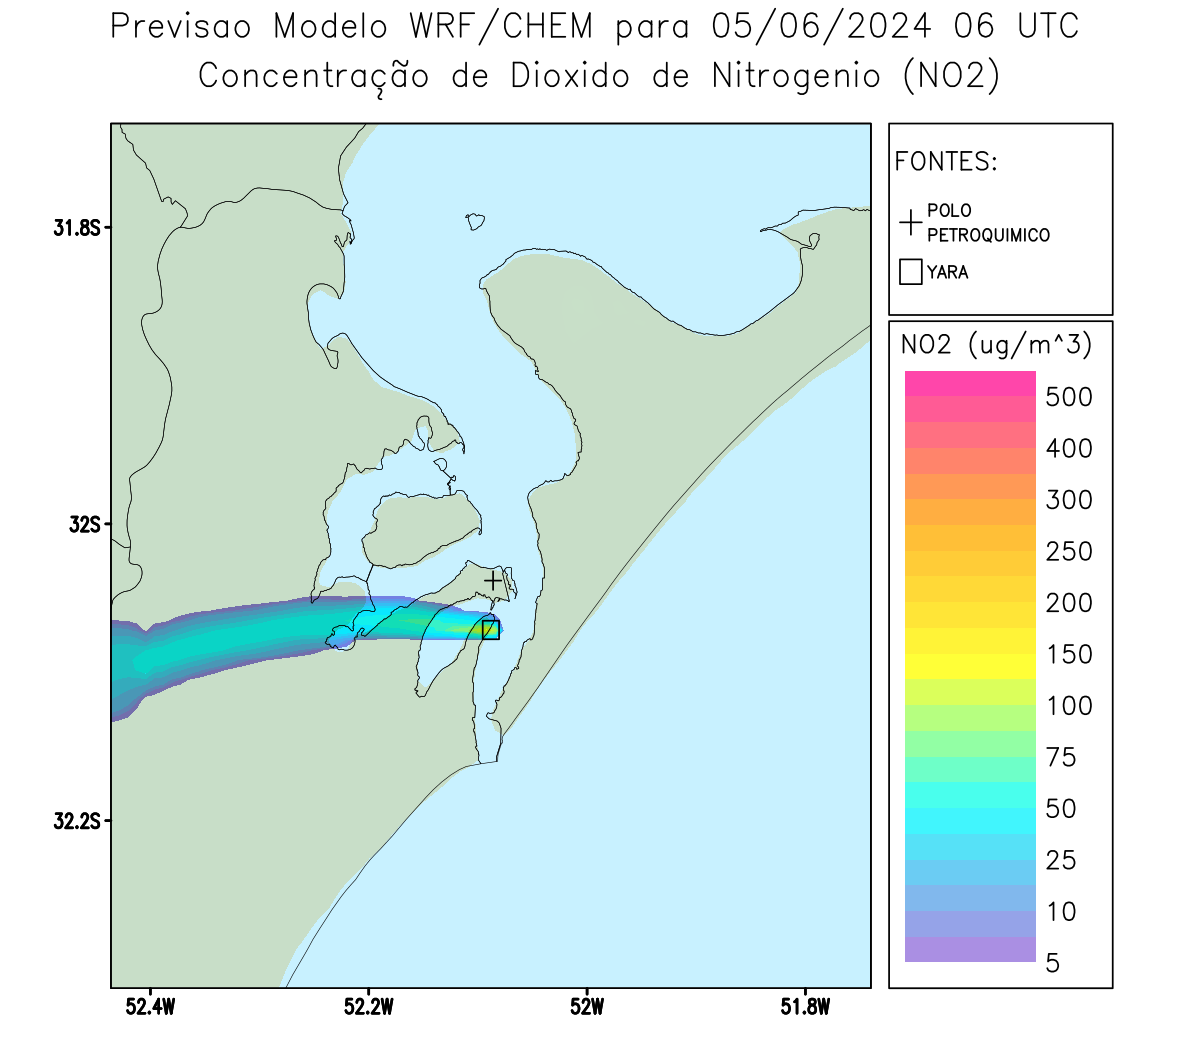 Previsao Modelo WRF/CHEM para 05/06/2024 06 UTC
Concentração de Dioxido de Nitrogenio (NO2)
31.8S
32S
32.2S
52.4W
52.2W
52W
51.8W
FONTES:
POLO
PETROQUIMICO
YARA
NO2 (ug/m^3)
500
400
300
250
200
150
100
75
50
25
10
5